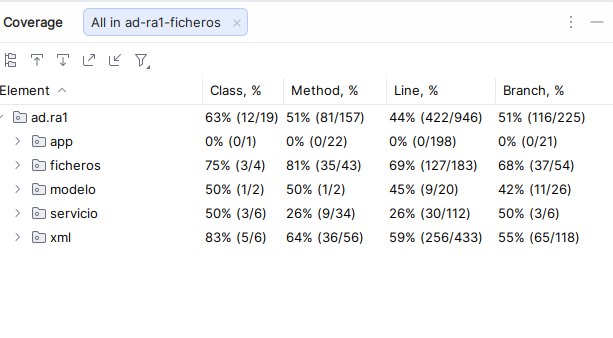 Coverage All in ad-ra1-ficheros ×
Element Class, % Method, % Line, % Branch, %
ad.ra1 63% (12/19) 51% (81/157) 44% (422/946) 51% (116/225)
app 0% (0/1) 0% (0/22) 0% (0/198) 0% (0/21)
ficheros 75% (3/4) 81% (35/43) 69% (127/183) 68% (37/54)
modelo 50% (1/2) 50% (1/2) 45% (9/20) 42% (11/26)
servicio 50% (3/6) 26% (9/34) 26% (30/112) 50% (3/6)
xml 83% (5/6) 64% (36/56) 59% (256/433) 55% (65/118)